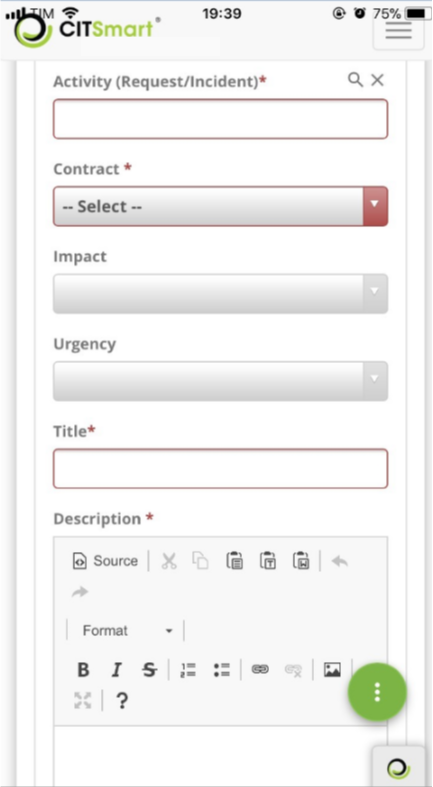 TIM 19:39 75%
CITSmart®
Activity (Request/Incident)*
Contract *
-- Select --
Impact
Urgency
Title*
Description *
Source
Format
B I S
?